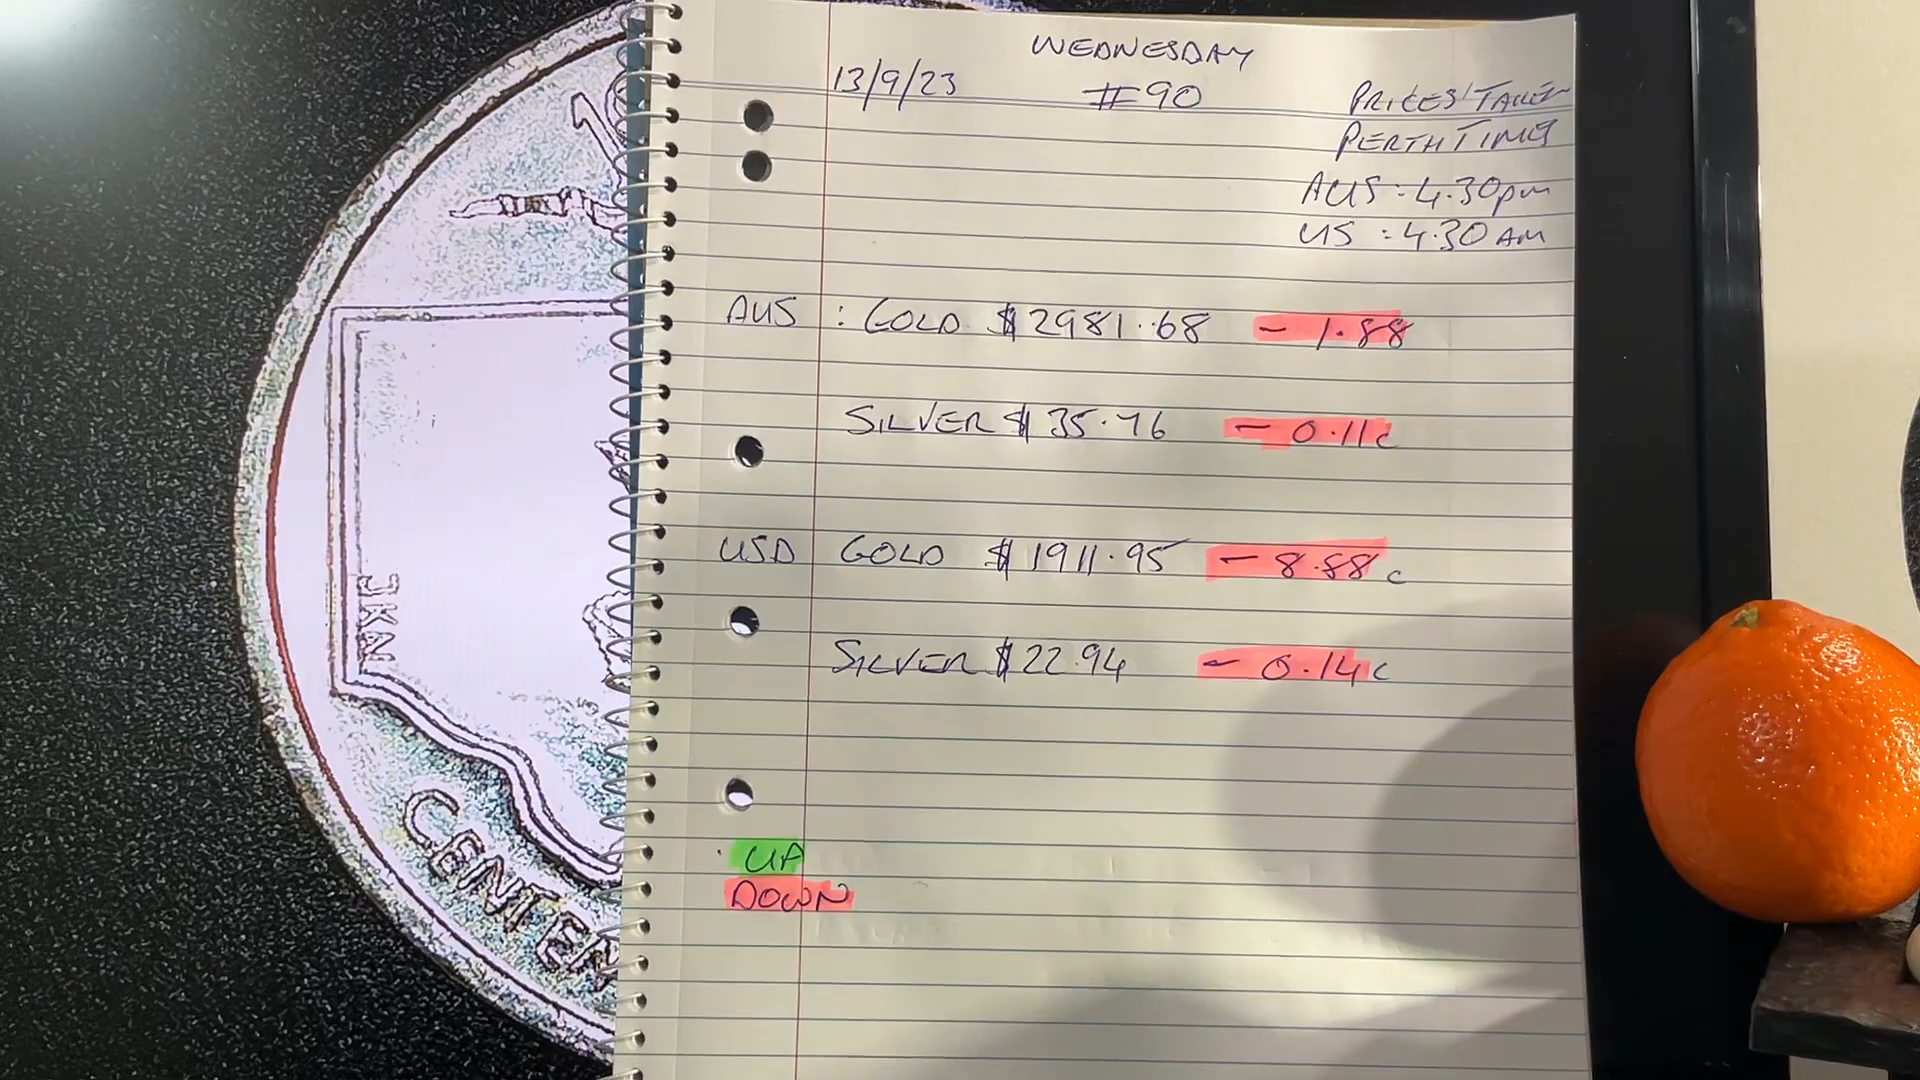 WEDNESDAY
13/9/23 #90 PRICES TAKEN
PERTH TIME
AUS : 4.30pm
US : 4.30 AM
AUS : GOLD $2981.68 - 1.88
SILVER $35.76 - 0.11c
USD GOLD $1911.95 - 8.88c
SILVER $22.94 - 0.14c
UP
DOWN
CENTEN